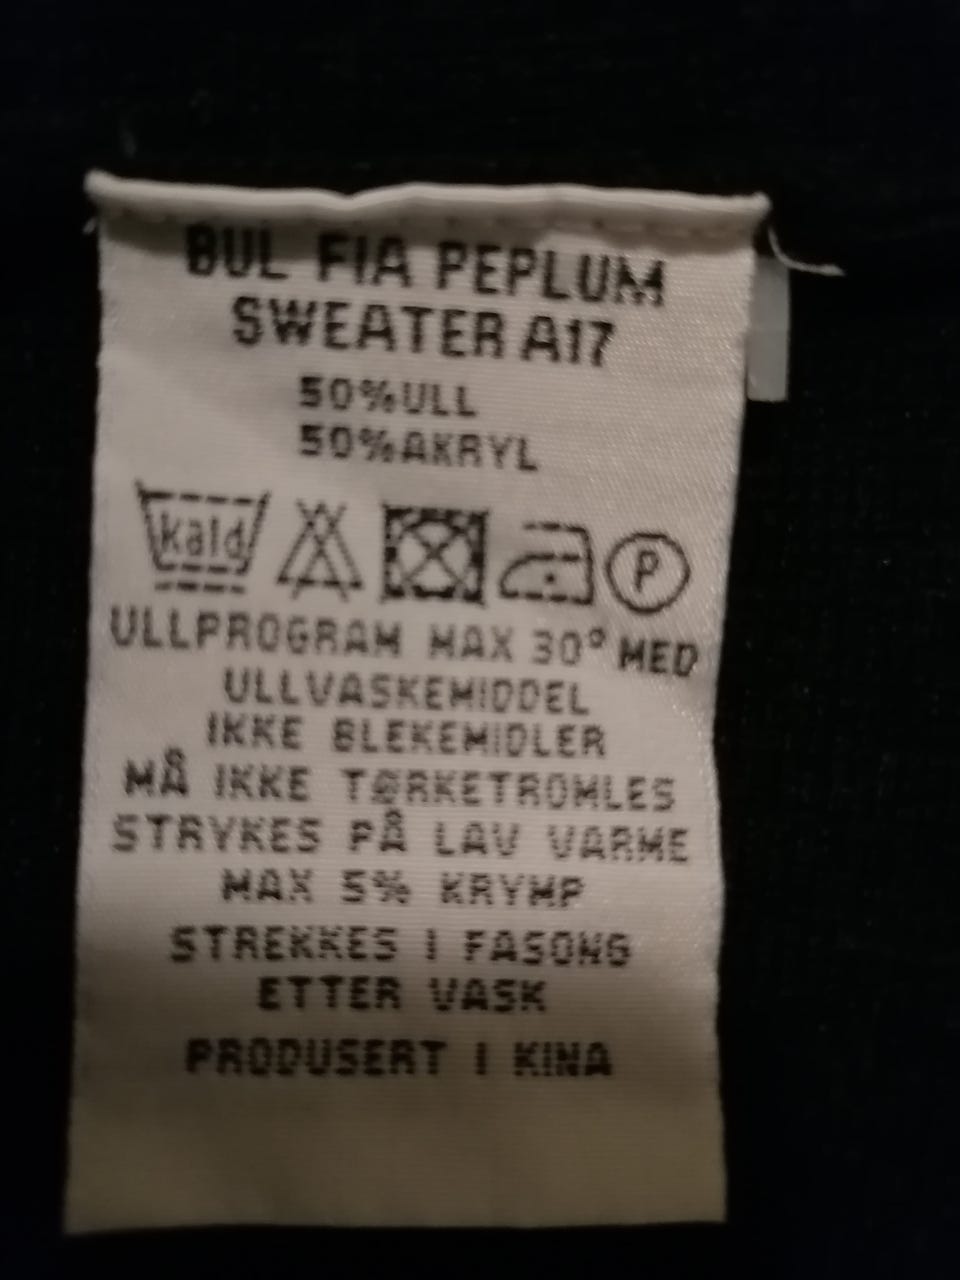 BUL FIA PEPLUM
SWEATER A17
50%ULL
50%AKRYL
kald P
ULLPROGRAM MAX 30° MED
ULLVASKEMIDDEL
IKKE BLEKEMIDLER
MÅ IKKE TØRKETROMLES
STRYKES PÅ LAV VARME
MAX 5% KRYMP
STREKKES I FASONG
ETTER VASK
PRODUSERT I KINA